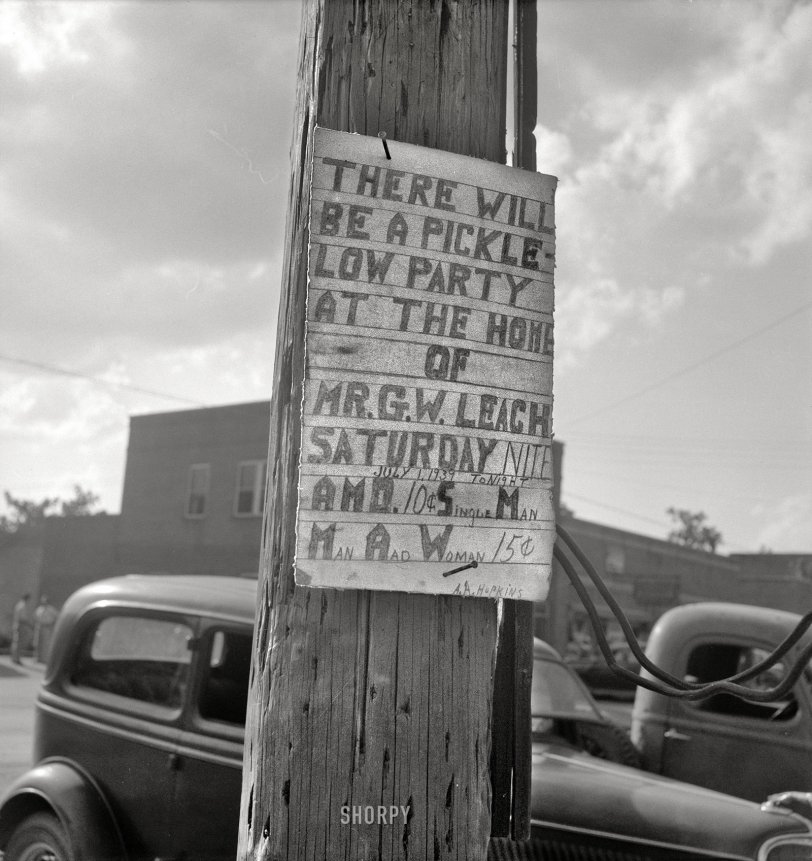 THERE WILL
BE A PICKLE-
LOW PARTY
AT THE HOME
OF
MR. G.W. LEACH
SATURDAY NITE
JULY 1, 1939 TONIGHT
AMD. 10¢ SINGLE MAN
MAN AAD WOMAN 15¢
A.A. HOPKINS
SHORPY